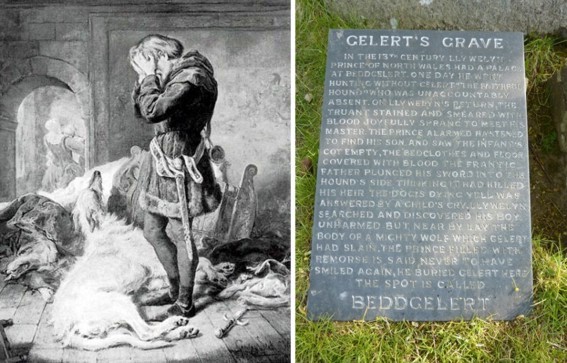 GELERT'S GRAVE
IN THE 13TH CENTURY LLYWELYN
PRINCE OF NORTH WALES HAD A PALACE
AT BEDDGELERT. ONE DAY HE WENT
HUNTING WITHOUT GELERT "THE FAITHFUL
HOUND" WHO WAS UNACCOUNTABLY
ABSENT. ON LLYWELYN'S RETURN, THE
TRUANT STAINED AND SMEARED WITH
BLOOD JOYFULLY SPRANG TO MEET HIS
MASTER. THE PRINCE ALARMED HASTENED
TO FIND HIS SON, AND SAW THE INFANT'S
COT EMPTY, THE BEDCLOTHES AND FLOOR
COVERED WITH BLOOD. THE FRANTIC
FATHER PLUNGED HIS SWORD INTO THE
HOUND'S SIDE THINKING IT HAD KILLED
HIS HEIR. THE DOG'S DYING YELL WAS
ANSWERED BY A CHILD'S CRY. LLYWELYN
SEARCHED AND DISCOVERED HIS BOY
UNHARMED BUT NEAR BY LAY THE
BODY OF A MIGHTY WOLF WHICH GELERT
HAD SLAIN. THE PRINCE FILLED WITH
REMORSE IS SAID NEVER TO HAVE
SMILED AGAIN. HE BURIED GELERT HERE
THE SPOT IS CALLED
BEDDGELERT